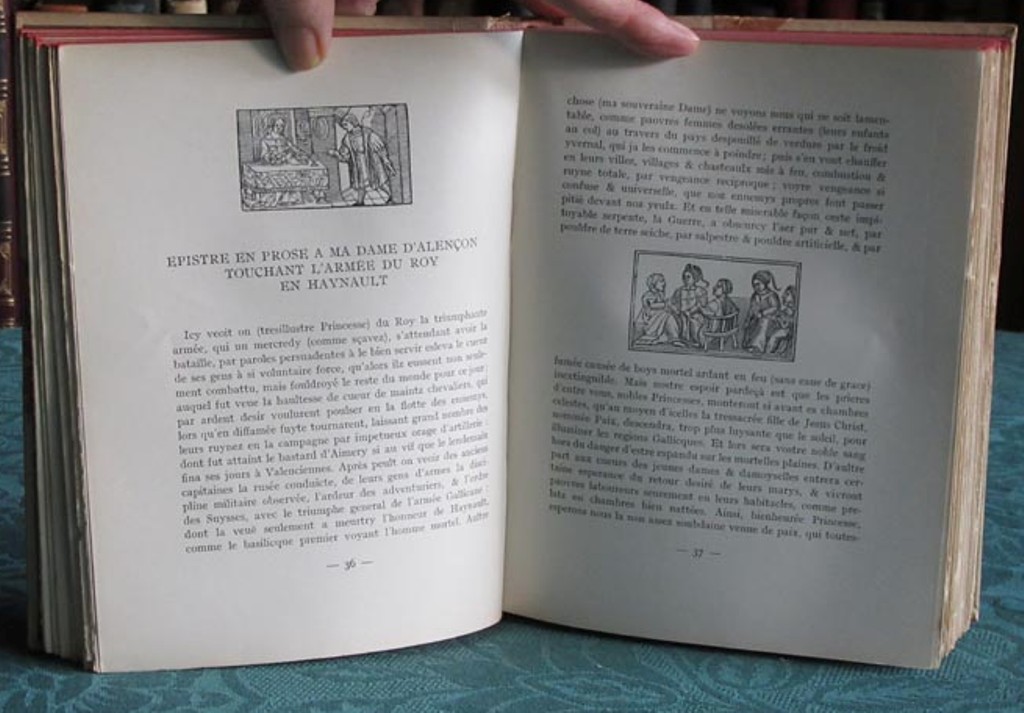 EPISTRE EN PROSE A MA DAME D'ALENÇON
TOUCHANT L'ARMÉE DU ROY
EN HAYNAULT
Icy veoit on (tresillustre Princesse) du Roy la triumphante
armée, qui un mercredy (comme sçavez), s'attendant avoir la
bataille, par paroles persuadentes à le bien servir esleva le cueur
de ses gens à si voluntaire force, qu'alors ilz eussent non seule-
ment combattu, mais fouldroyé le reste du monde pour ce jour;
auquel fut veue la haultesse de cueur de maintz chevaliers, qui
par ardent desir voulurent poulser en la flotte des ennemys,
lors qu'en diffamée fuyte tournarent, laissant grand nombre des
leurs ruynez en la campagne par impetueux orage d'artillerie :
dont fut attaint le bastard d'Aimery si au vif que le lendemain
fina ses jours à Valenciennes. Après peult on veoir des anciens
capitaines la rusée conduicte, de leurs gens d'armes la disci-
pline militaire observée, l'ardeur des adventuriers, & l'ordre
des Suysses, avec le triumphe general de l'armée Gallicane :
dont la veuë seulement a meurtry l'honneur de Haynault,
comme le basilicque premier voyant l'homme mortel. Aultre
— 36 —
chose (ma souveraine Dame) ne voyons nous qui ne soit lamen-
table, comme pauvres femmes desolées errantes (leurs enfants
au col) au travers du pays despouillé de verdure par le froid
yvernal, qui jà les commence à poindre; puis s'en vont chauffer
en leurs villes, villages & chasteaulx mis à feu, combustion &
ruyne totale, par vengeance reciproque; voyre vengeance si
confuse & universelle, que noz ennemys propres font passer
pitié devant nos yeulx. Et en telle miserable façon ceste impi-
toyable serpente, la Guerre, a obscurcy l'aer pur & net, par
pouldre de terre seiche, par salpestre & pouldre artificielle, & par
fumée causée de boys mortel ardant en feu (sans eaue de grace)
inextinguible. Mais nostre espoir pardeçà est que les prieres
d'entre vous, nobles Princesses, monteront si avant es chambres
celestes, qu'au moyen d'icelles la tressacrée fille de Jesus Christ,
nommée Paix, descendra, trop plus luysante que le soleil, pour
illuminer les regions Gallicques. Et lors sera vostre noble sang
hors du danger d'estre espandu sur les mortelles plaines. D'aultre
part aux cueurs des jeunes dames & damoyselles entrera cer-
taine esperance du retour desiré de leurs marys, & vivront
pauvres laboureurs seurement en leurs habitacles, comme pre-
latz en chambres bien nattées. Ainsi, bienheurée Princesse,
esperons nous la non assez soubdaine venue de paix, qui toutes-
— 37 —